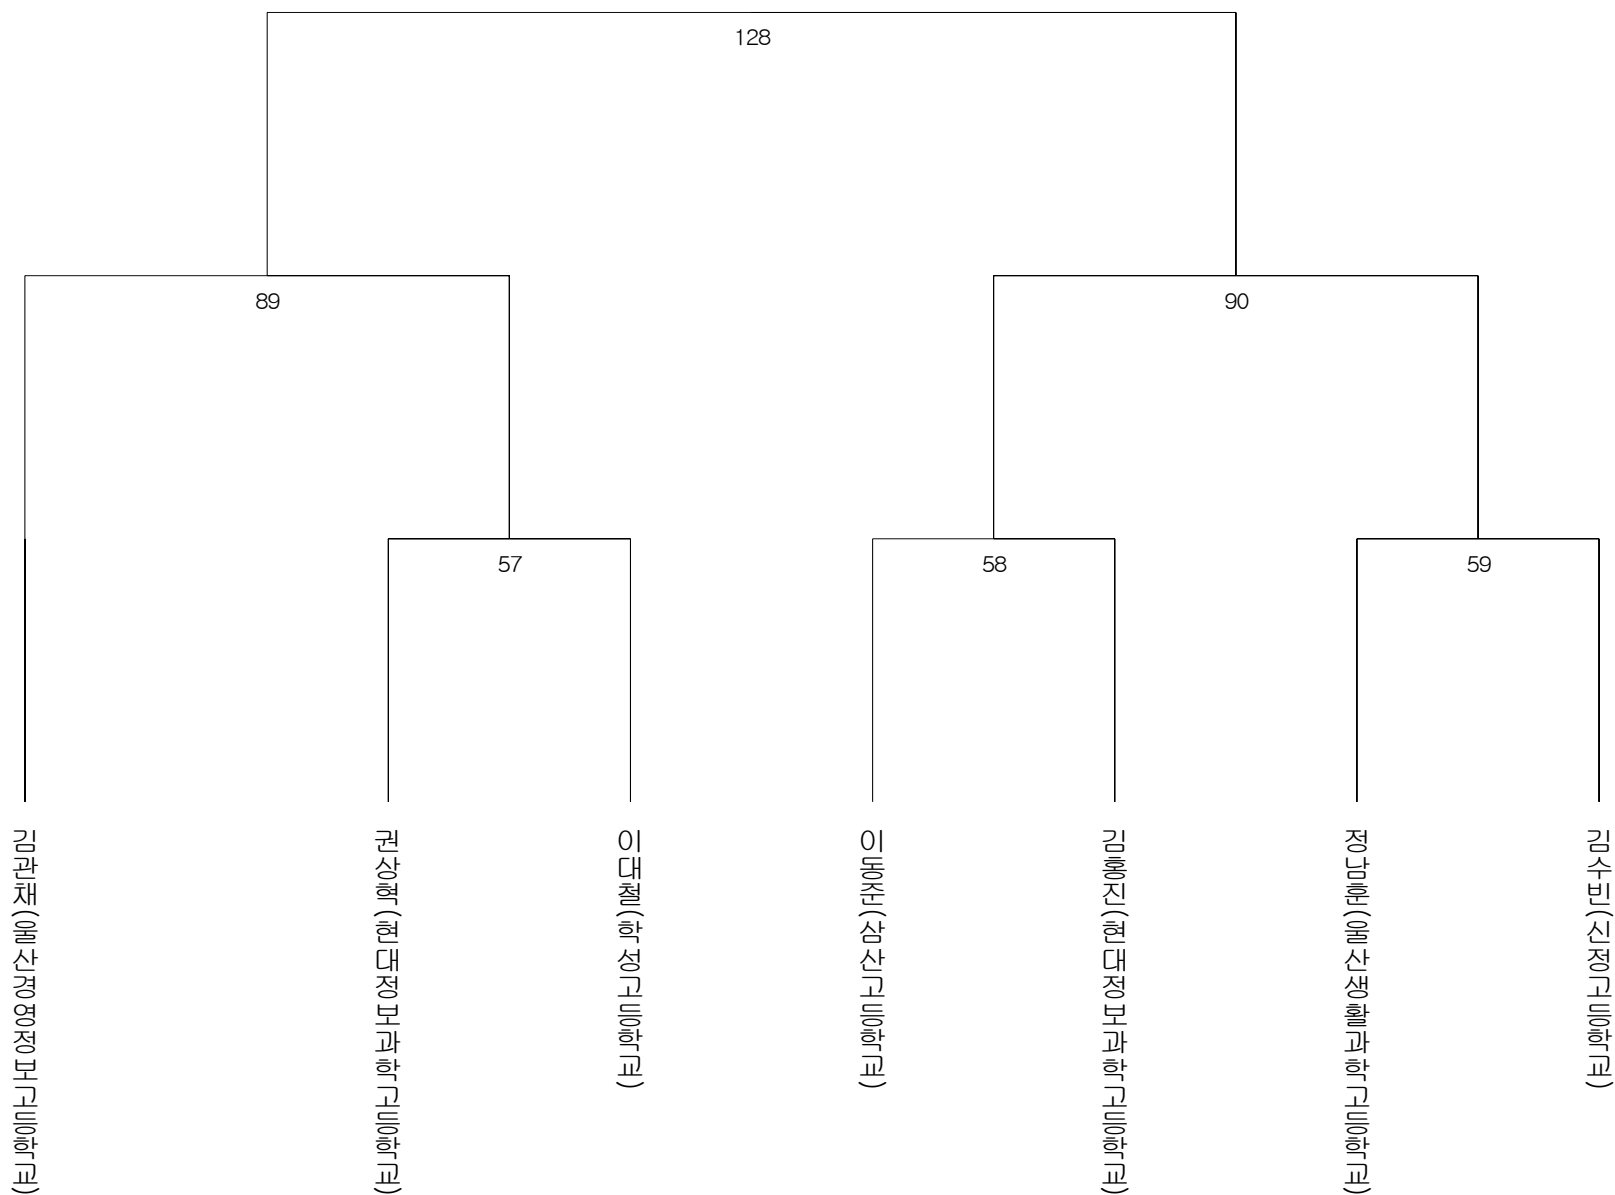 128
89
90
57
58
59
김관채(울산경영정보고등학교)
권상혁(현대정보과학고등학교)
이대철(학성고등학교)
이동준(삼산고등학교)
김홍진(현대정보과학고등학교)
정남훈(울산생활과학고등학교)
김수빈(신정고등학교)